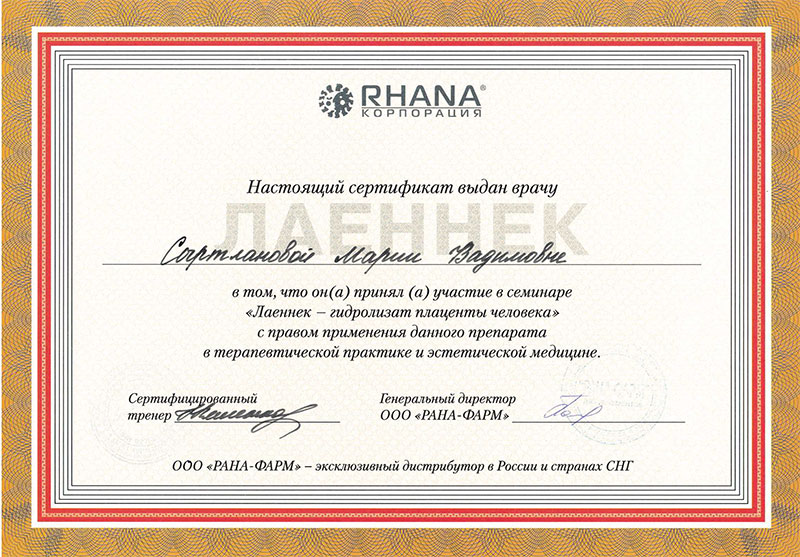 RHANA®
КОРПОРАЦИЯ
Настоящий сертификат выдан врачу
ЛАЕННЕК
Сыртлановой Марии Вадимовне
в том, что он(а) принял (а) участие в семинаре
«Лаеннек – гидролизат плаценты человека»
с правом применения данного препарата
в терапевтической практике и эстетической медицине.
Сертифицированный
тренер
Генеральный директор
ООО «РАНА-ФАРМ»
ООО «РАНА-ФАРМ» – эксклюзивный дистрибутор в России и странах СНГ